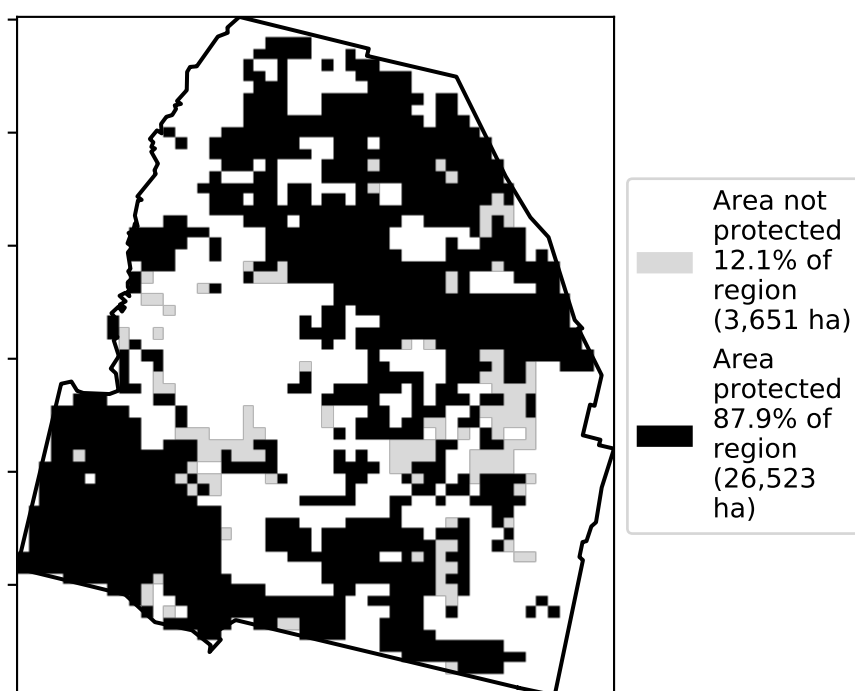 Area not
protected
12.1% of
region
(3,651 ha)
Area
protected
87.9% of
region
(26,523
ha)